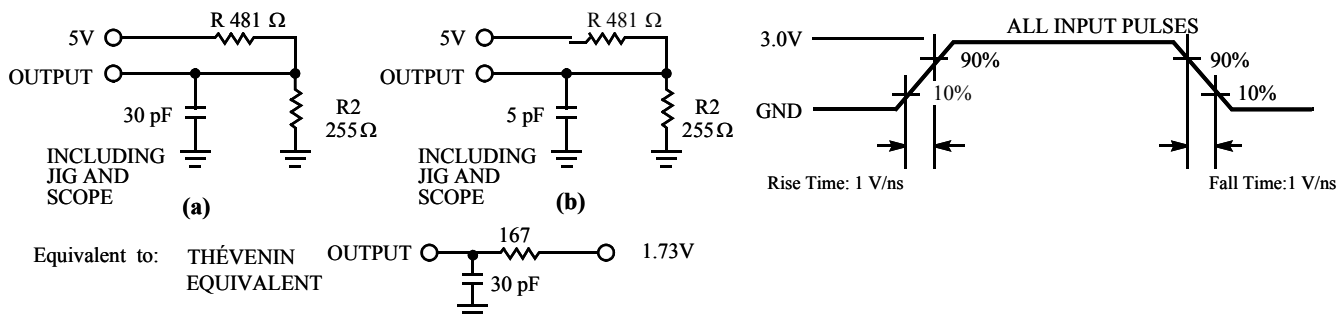 R 481 Ω
5V
OUTPUT
30 pF
R2
255Ω
INCLUDING
JIG AND
SCOPE
(a)
R 481 Ω
5V
OUTPUT
5 pF
R2
255Ω
INCLUDING
JIG AND
SCOPE
(b)
Equivalent to:
THÉVENIN
EQUIVALENT
OUTPUT
167
1.73V
30 pF
ALL INPUT PULSES
3.0V
90%
10%
GND
90%
10%
Rise Time: 1 V/ns
Fall Time:1 V/ns